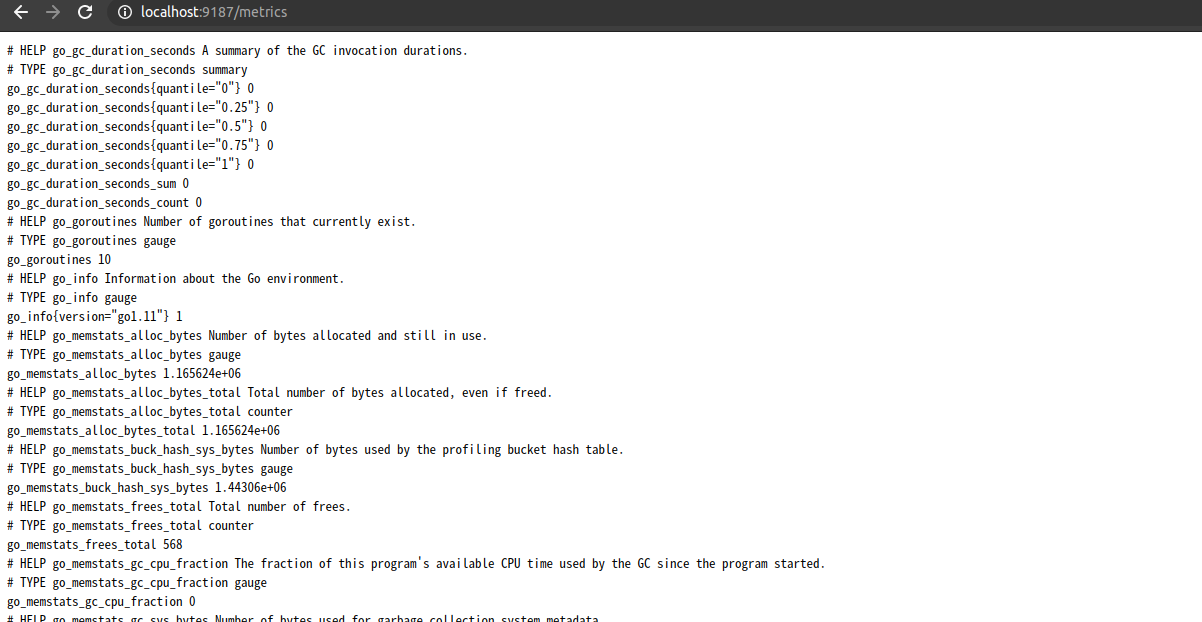 localhost:9187/metrics
# HELP go_gc_duration_seconds A summary of the GC invocation durations.
# TYPE go_gc_duration_seconds summary
go_gc_duration_seconds{quantile="0"} 0
go_gc_duration_seconds{quantile="0.25"} 0
go_gc_duration_seconds{quantile="0.5"} 0
go_gc_duration_seconds{quantile="0.75"} 0
go_gc_duration_seconds{quantile="1"} 0
go_gc_duration_seconds_sum 0
go_gc_duration_seconds_count 0
# HELP go_goroutines Number of goroutines that currently exist.
# TYPE go_goroutines gauge
go_goroutines 10
# HELP go_info Information about the Go environment.
# TYPE go_info gauge
go_info{version="go1.11"} 1
# HELP go_memstats_alloc_bytes Number of bytes allocated and still in use.
# TYPE go_memstats_alloc_bytes gauge
go_memstats_alloc_bytes 1.165624e+06
# HELP go_memstats_alloc_bytes_total Total number of bytes allocated, even if freed.
# TYPE go_memstats_alloc_bytes_total counter
go_memstats_alloc_bytes_total 1.165624e+06
# HELP go_memstats_buck_hash_sys_bytes Number of bytes used by the profiling bucket hash table.
# TYPE go_memstats_buck_hash_sys_bytes gauge
go_memstats_buck_hash_sys_bytes 1.44306e+06
# HELP go_memstats_frees_total Total number of frees.
# TYPE go_memstats_frees_total counter
go_memstats_frees_total 568
# HELP go_memstats_gc_cpu_fraction The fraction of this program's available CPU time used by the GC since the program started.
# TYPE go_memstats_gc_cpu_fraction gauge
go_memstats_gc_cpu_fraction 0
# HELP go_memstats_gc_sys_bytes Number of bytes used for garbage collection system metadata.